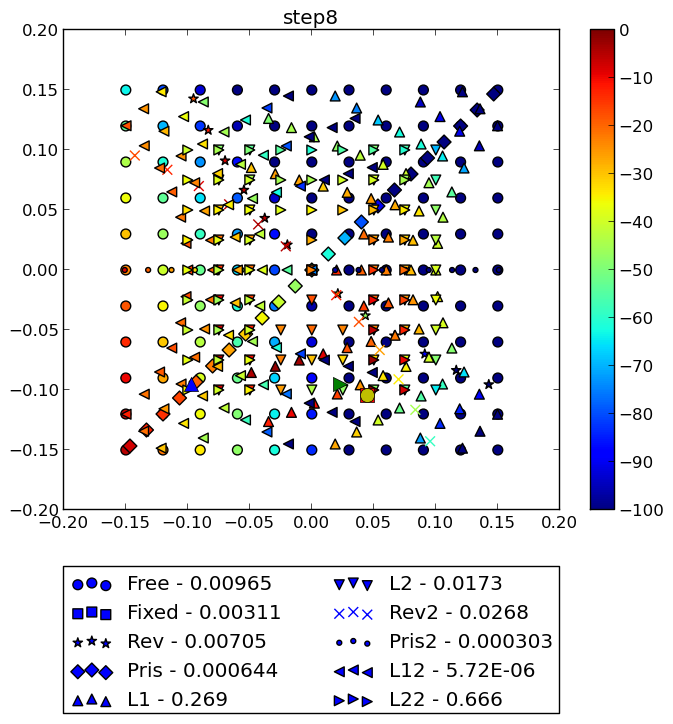 step8
0.20
0.15
0.10
0.05
0.00
−0.05
−0.10
−0.15
−0.20
−0.20 −0.15 −0.10 −0.05 0.00 0.05 0.10 0.15 0.20
0
−10
−20
−30
−40
−50
−60
−70
−80
−90
−100
Free - 0.00965
Fixed - 0.00311
Rev - 0.00705
Pris - 0.000644
L1 - 0.269
L2 - 0.0173
Rev2 - 0.0268
Pris2 - 0.000303
L12 - 5.72E-06
L22 - 0.666